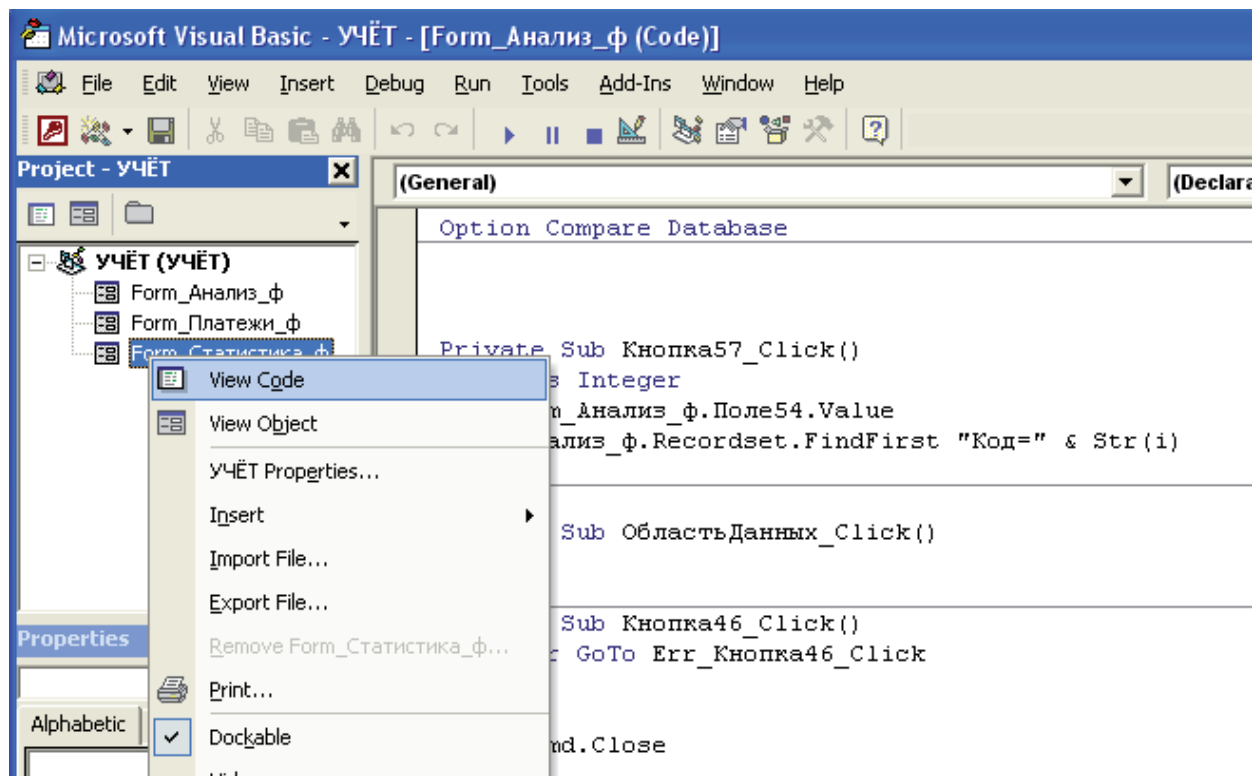 Microsoft Visual Basic - УЧЁТ - [Form_Анализ_ф (Code)]
File Edit View Insert Debug Run Tools Add-Ins Window Help
Project - УЧЁТ
УЧЁТ (УЧЁТ)
Form_Анализ_ф
Form_Платежи_ф
Form_Статистика_ф
View Code
View Object
УЧЁТ Properties...
Insert
Import File...
Export File...
Remove Form_Статистика_ф...
Print...
Dockable
Properties
Alphabetic
(General) (Declara
Option Compare Database
Private Sub Кнопка57_Click()
s Integer
m_Анализ_ф.Поле54.Value
ализ_ф.Recordset.FindFirst "Код=" & Str(i)
Sub ОбластьДанных_Click()
Sub Кнопка46_Click()
r GoTo Err_Кнопка46_Click
md.Close